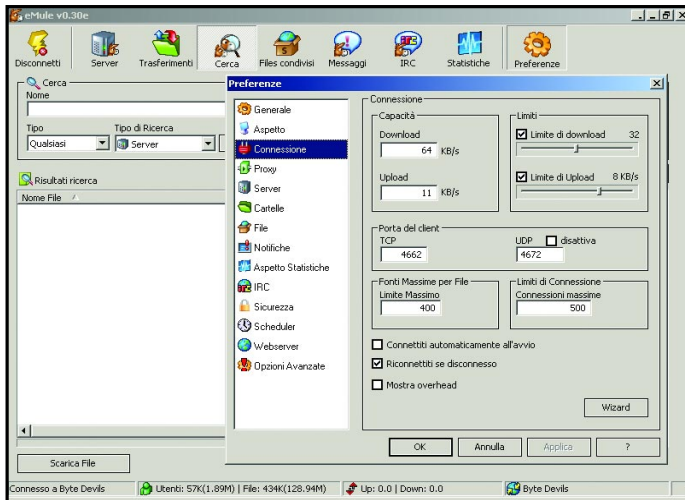 eMule v0.30e
Disconnetti Server Trasferimenti Cerca Files condivisi Messaggi IRC Statistiche Preferenze
Cerca
Nome
Tipo Tipo di Ricerca
Qualsiasi Server
Risultati ricerca
Nome File
Preferenze
Generale
Aspetto
Connessione
Proxy
Server
Cartelle
File
Notifiche
Aspetto Statistiche
IRC
Sicurezza
Scheduler
Webserver
Opzioni Avanzate
Connessione
Capacità
Download
64 KB/s
Upload
11 KB/s
Limiti
Limite di download 32
Limite di Upload 8 KB/s
Porta del client
TCP
4662
UDP disattiva
4672
Fonti Massime per File
Limite Massimo
400
Limiti di Connessione
Connessioni massime
500
Connettiti automaticamente all'avvio
Riconnettiti se disconnesso
Mostra overhead
Wizard
OK Annulla Applica ?
Scarica File
Connesso a Byte Devils Utenti: 57K(1.89M) | File: 434K(128.94M) Up: 0.0 | Down: 0.0 Byte Devils